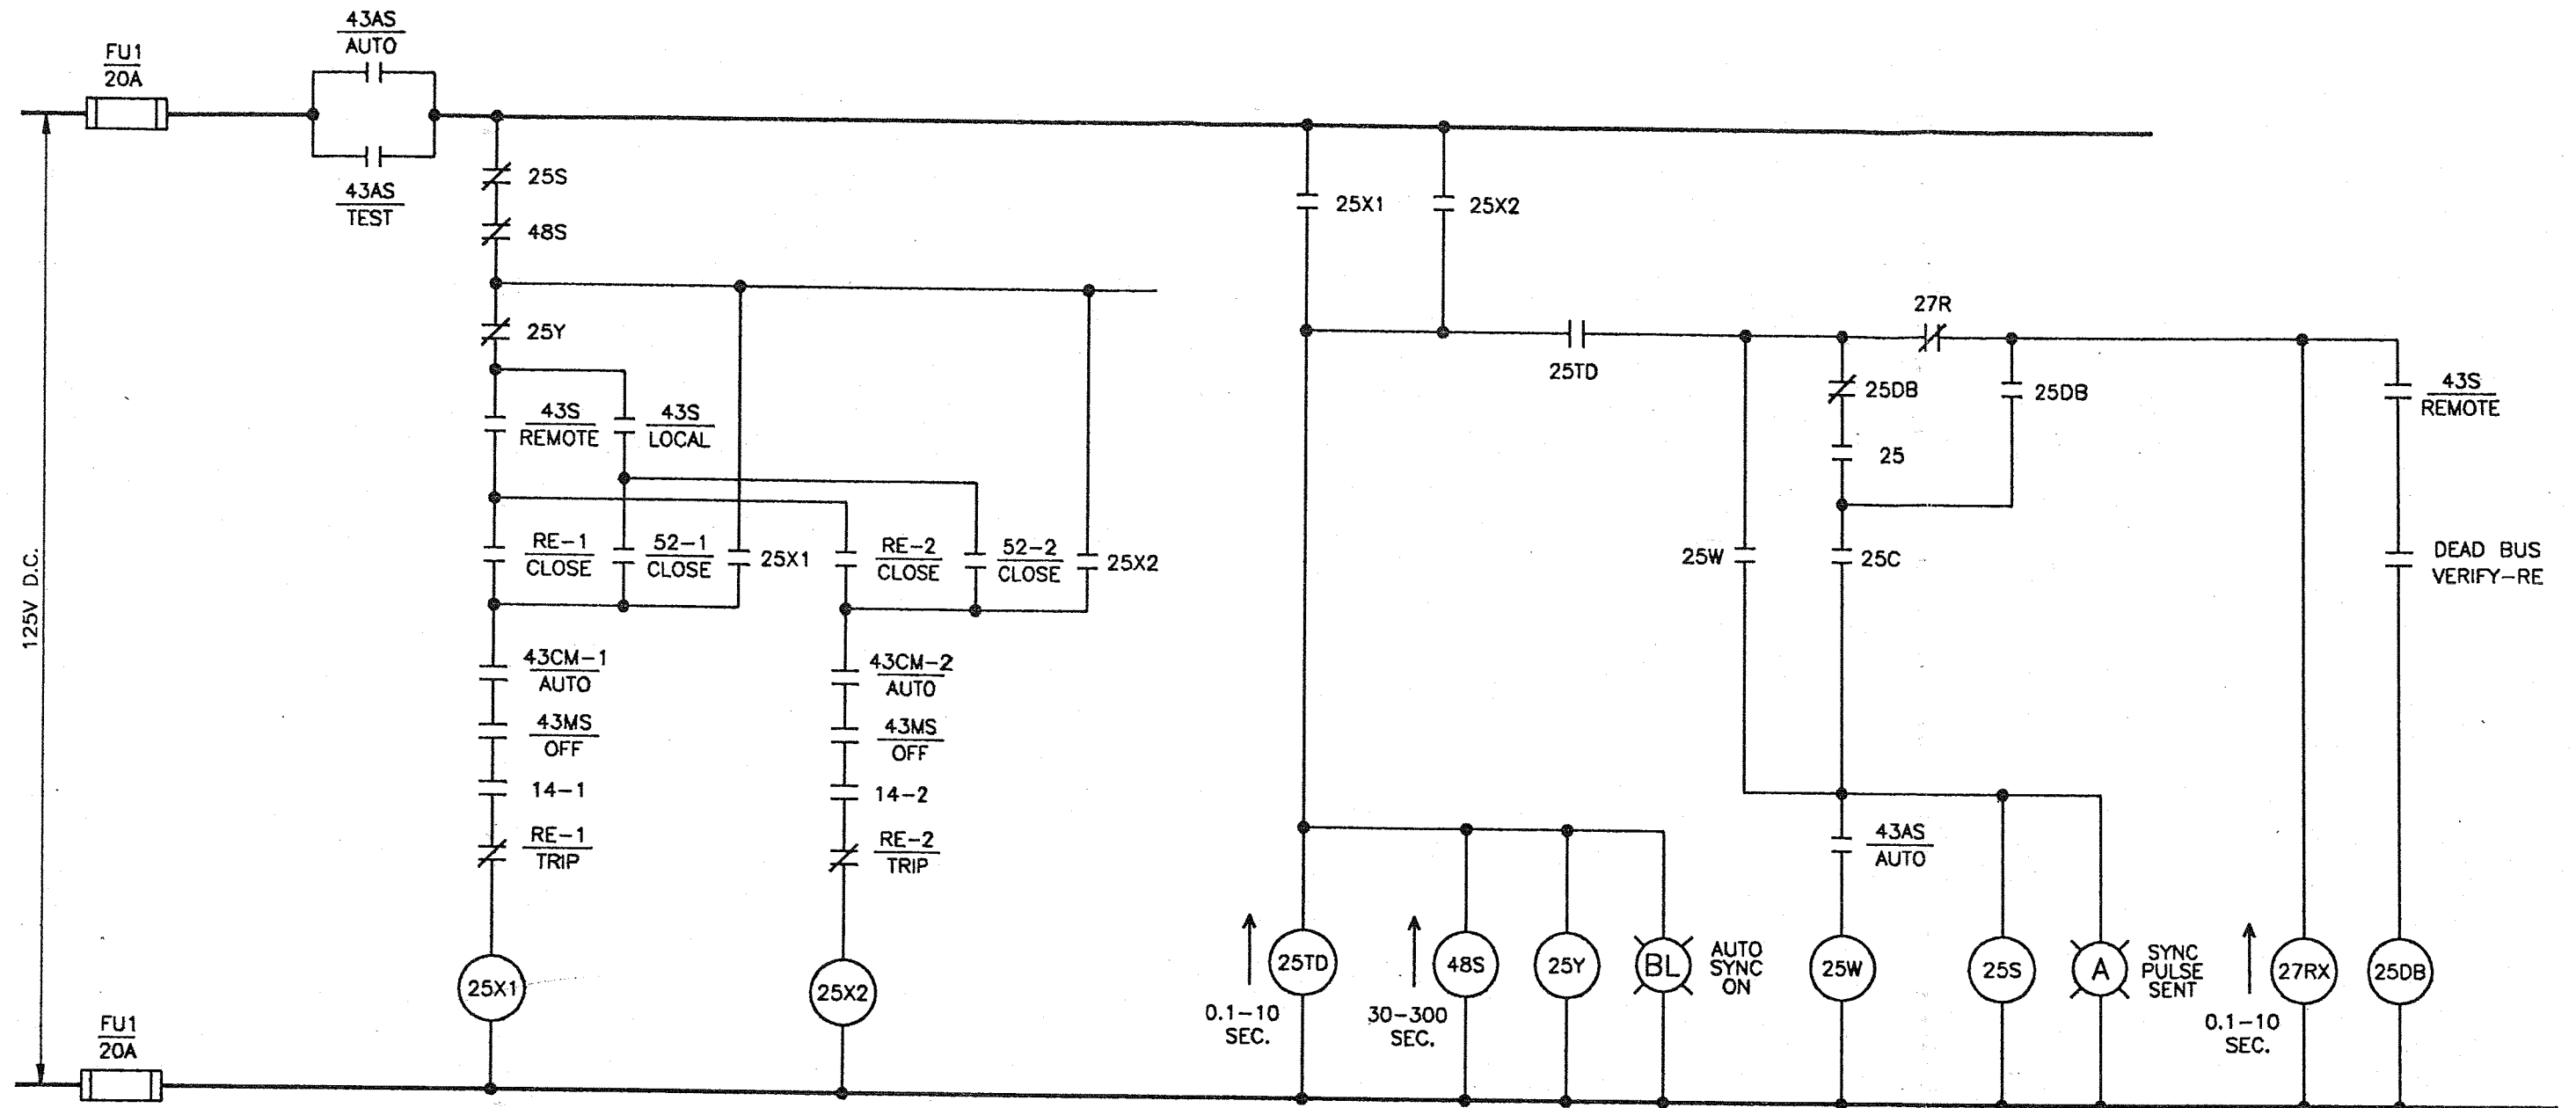 43AS
AUTO
FU1
20A
43AS
TEST
25S
48S
25Y
43S
REMOTE
43S
LOCAL
RE-1
CLOSE
52-1
CLOSE
25X1
RE-2
CLOSE
52-2
CLOSE
25X2
43CM-1
AUTO
43MS
OFF
14-1
RE-1
TRIP
25X1
43CM-2
AUTO
43MS
OFF
14-2
RE-2
TRIP
25X2
125V D.C.
FU1
20A
25X1
25X2
25TD
27R
25DB
25
25DB
25W
25C
43S
REMOTE
DEAD BUS
VERIFY-RE
43AS
AUTO
25TD
0.1-10
SEC.
48S
30-300
SEC.
25Y
BL
AUTO
SYNC
ON
25W
25S
A
SYNC
PULSE
SENT
27RX
0.1-10
SEC.
25DB